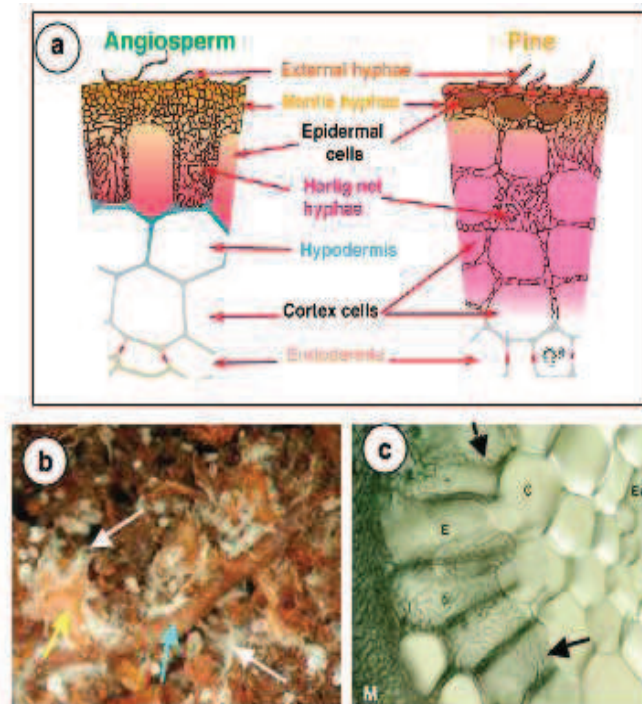 a
Angiosperm
Pine
External hyphae
Mantle hyphae
Epidermal
cells
Hartig net
hyphae
Hypodermis
Cortex cells
Endodermis
b
c
C
E
M